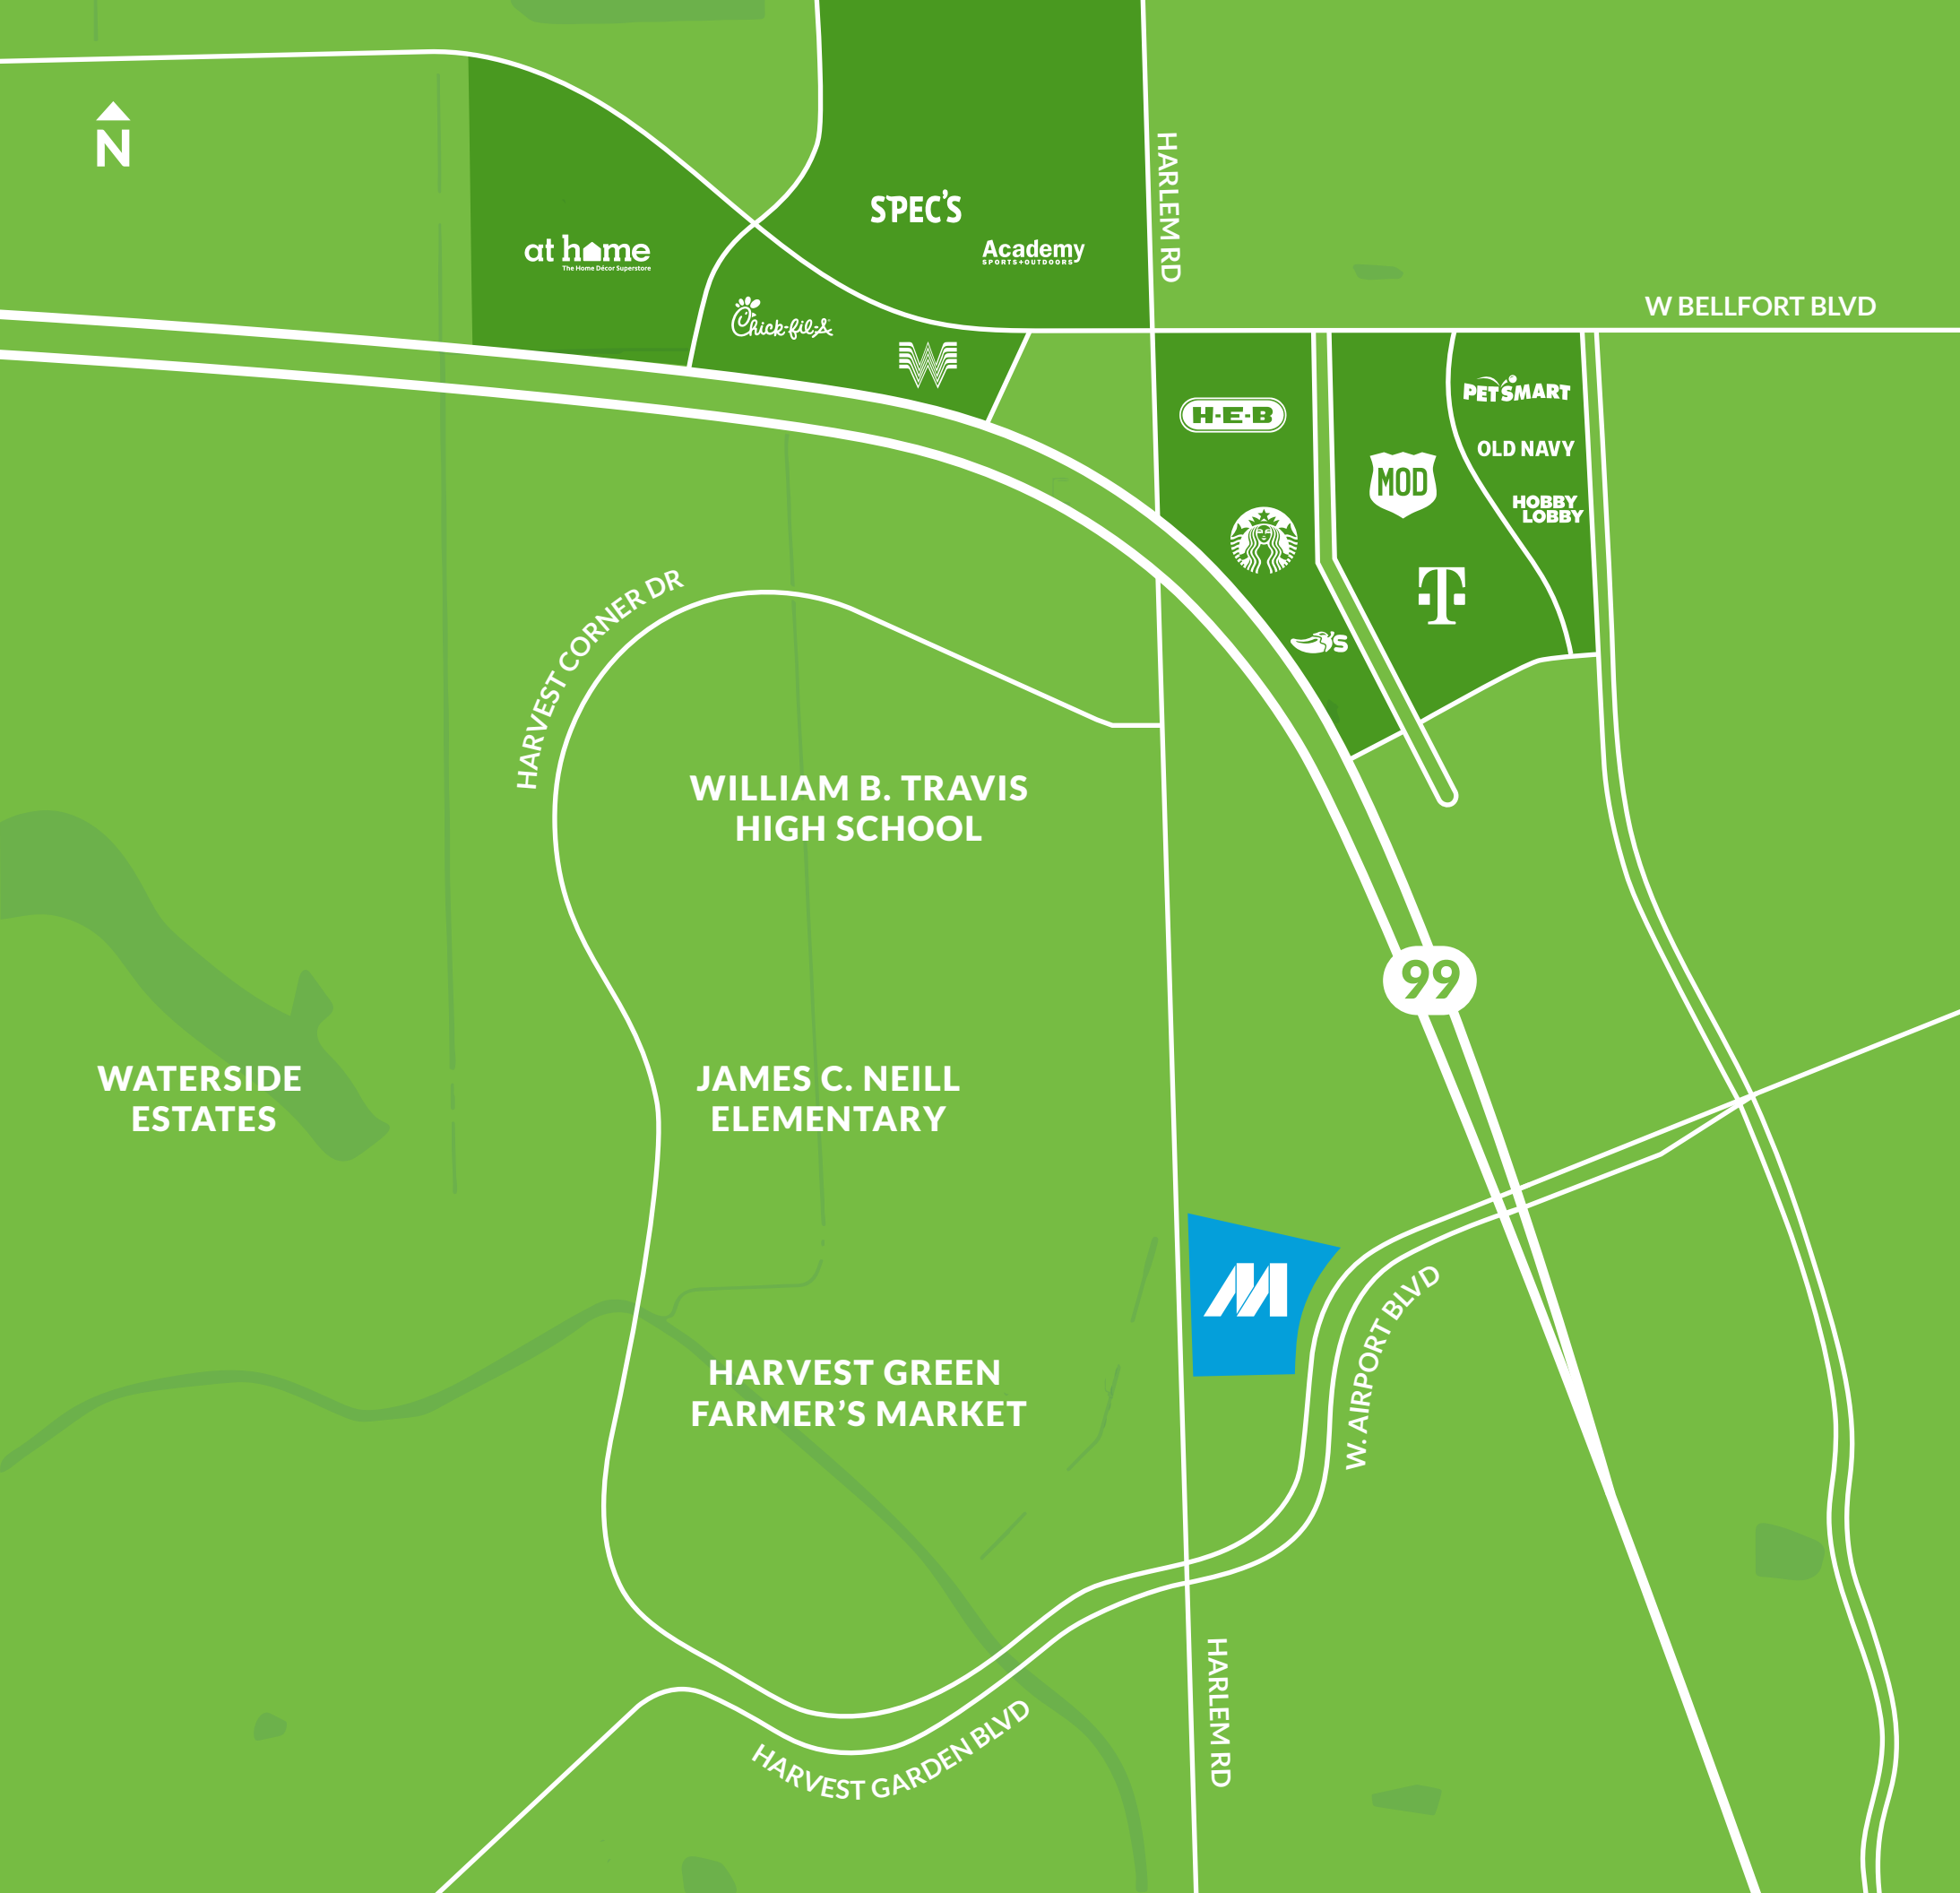 N
HARLEM RD
SPEC'S
at home
The Home Décor Superstore
Academy
SPORTS+OUTDOORS
W BELLFORT BLVD
Chick-fil-A
W
PETSMART
H-E-B
OLD NAVY
MOD
HOBBY
LOBBY
T
'S
HARVEST CORNER DR
WILLIAM B. TRAVIS
HIGH SCHOOL
99
WATERSIDE
ESTATES
JAMES C. NEILL
ELEMENTARY
M
W. AIRPORT BLVD
HARVEST GREEN
FARMER’S MARKET
HARLEM RD
HARVEST GARDEN BLVD